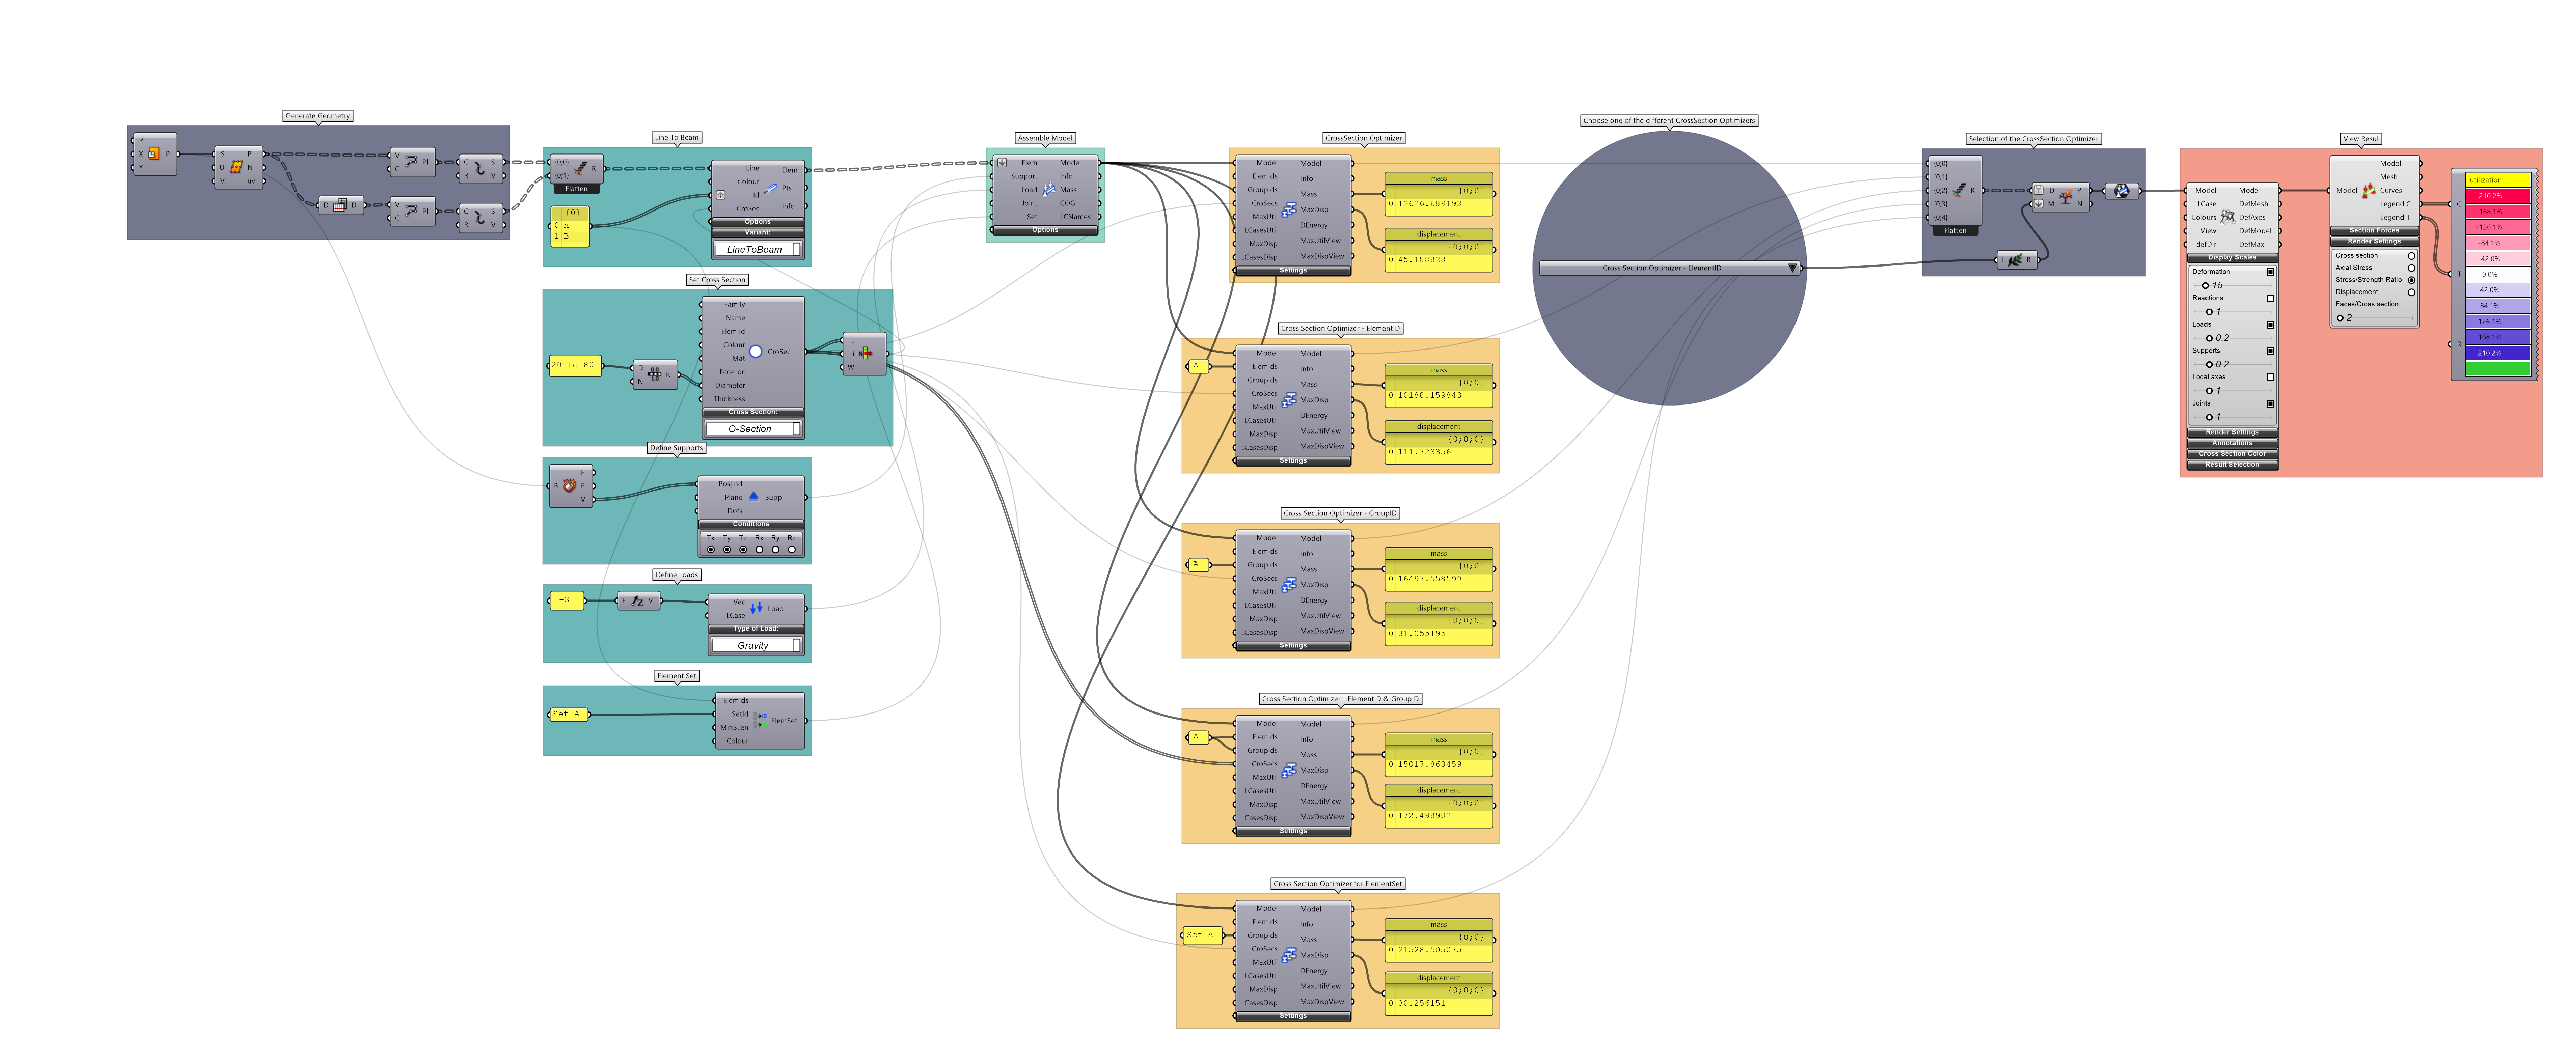 Generate Geometry
P
X
Y
P
S
U
V
P
N
uv
D
D
V
C
Pl
C
R
S
V
V
C
Pl
C
R
S
V
Line To Beam
{0;0}
{0;1}
R
Flatten
{0}
0 A
1 B
Line
Colour
Id
CroSec
Elem
Pts
Info
Options
Variant:
LineToBeam
Set Cross Section
20 to 80
D
N
R
Family
Name
Elem|Id
Colour
Mat
EcceLoc
Diameter
Thickness
CroSec
Cross Section:
O-Section
L
i
W
i
Define Supports
B
F
E
V
Pos|Ind
Plane
Dofs
Supp
Conditions
Tx Ty Tz Rx Ry Rz
Define Loads
-3
F
V
Vec
LCase
Load
Type of Load:
Gravity
Element Set
Set A
ElemIds
SetId
MinSLen
Colour
ElemSet
Assemble Model
Elem
Support
Load
Joint
Set
Model
Info
Mass
COG
LCNames
Options
CrossSection Optimizer
Model
ElemIds
GroupIds
CroSecs
MaxUtil
LCasesUtil
MaxDisp
LCasesDisp
Model
Info
Mass
MaxDisp
DEnergy
MaxUtilView
MaxDispView
Settings
mass
{0;0}
0 12626.689193
displacement
{0;0;0}
0 45.188828
Cross Section Optimizer - ElementID
A
Model
ElemIds
GroupIds
CroSecs
MaxUtil
LCasesUtil
MaxDisp
LCasesDisp
Model
Info
Mass
MaxDisp
DEnergy
MaxUtilView
MaxDispView
Settings
mass
{0;0}
0 10188.159843
displacement
{0;0;0}
0 111.723356
Cross Section Optimizer - GroupID
A
Model
ElemIds
GroupIds
CroSecs
MaxUtil
LCasesUtil
MaxDisp
LCasesDisp
Model
Info
Mass
MaxDisp
DEnergy
MaxUtilView
MaxDispView
Settings
mass
{0;0}
0 16497.558599
displacement
{0;0;0}
0 31.055195
Cross Section Optimizer - ElementID & GroupID
A
Model
ElemIds
GroupIds
CroSecs
MaxUtil
LCasesUtil
MaxDisp
LCasesDisp
Model
Info
Mass
MaxDisp
DEnergy
MaxUtilView
MaxDispView
Settings
mass
{0;0}
0 15017.868459
displacement
{0;0;0}
0 172.498902
Cross Section Optimizer for ElementSet
Set A
Model
ElemIds
GroupIds
CroSecs
MaxUtil
LCasesUtil
MaxDisp
LCasesDisp
Model
Info
Mass
MaxDisp
DEnergy
MaxUtilView
MaxDispView
Settings
mass
{0;0}
0 21528.505075
displacement
{0;0;0}
0 30.256151
Choose one of the different CrossSection Optimizers
Cross Section Optimizer - ElementID
Selection of the CrossSection Optimizer
{0;0}
{0;1}
{0;2}
{0;3}
{0;4}
R
Flatten
D
M
P
N
I
B
View Resul
Model
LCase
Colours
View
defDir
Model
DefMesh
DefAxes
DefModel
DefMax
Display Scales
Deformation
15
Reactions
1
Loads
0.2
Supports
0.2
Local axes
1
Joints
1
Render Settings
Annotations
Cross Section Color
Result Selection
Model
Model
Mesh
Curves
Legend C
Legend T
Section Forces
Render Settings
Cross section
Axial Stress
Stress/Strength Ratio
Displacement
Faces/Cross section
2
C
T
R
utilization
-210.2%
-168.1%
-126.1%
-84.1%
-42.0%
0.0%
42.0%
84.1%
126.1%
168.1%
210.2%